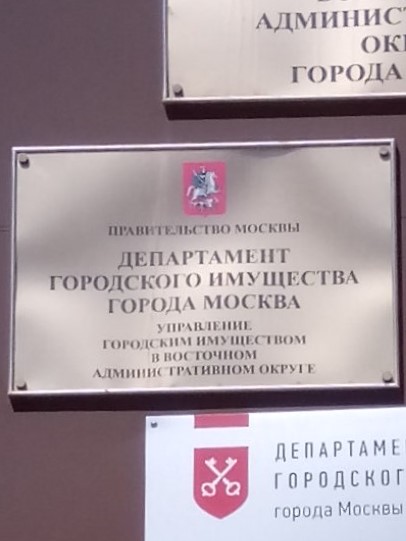 АДМИНИС
ОК
ГОРОДА
ПРАВИТЕЛЬСТВО МОСКВЫ
ДЕПАРТАМЕНТ
ГОРОДСКОГО ИМУЩЕСТВА
ГОРОДА МОСКВА
УПРАВЛЕНИЕ
ГОРОДСКИМ ИМУЩЕСТВОМ
В ВОСТОЧНОМ
АДМИНИСТРАТИВНОМ ОКРУГЕ
ДЕПАРТАМЕ
ГОРОДСКОГ
города Москвы